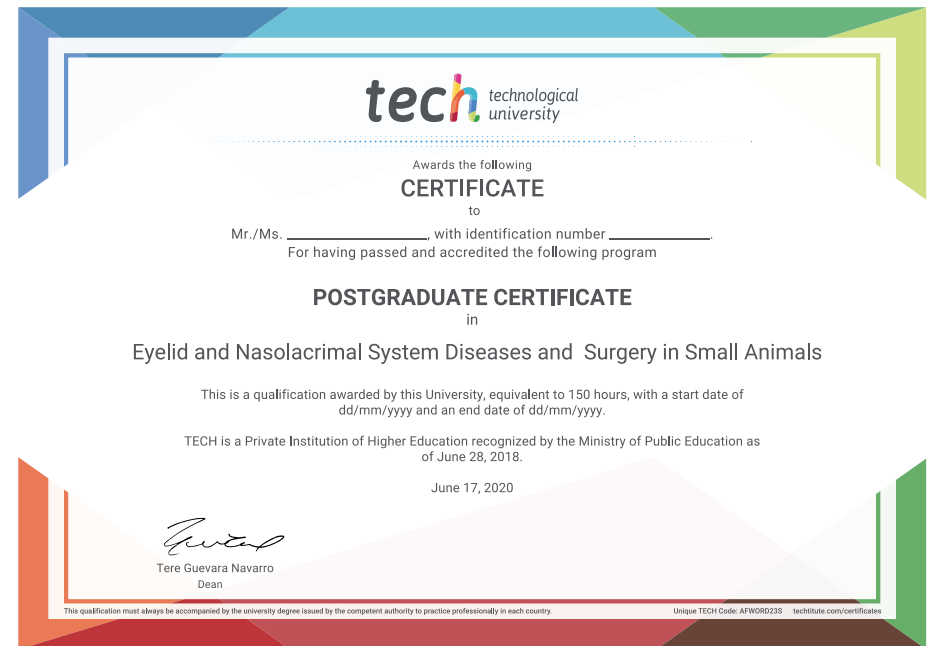 tech technological
university
Awards the following
CERTIFICATE
to
Mr./Ms. ____________________, with identification number ______________.
For having passed and accredited the following program
POSTGRADUATE CERTIFICATE
in
Eyelid and Nasolacrimal System Diseases and  Surgery in Small Animals
This is a qualification awarded by this University, equivalent to 150 hours, with a start date of
dd/mm/yyyy and an end date of dd/mm/yyyy.
TECH is a Private Institution of Higher Education recognized by the Ministry of Public Education as
of June 28, 2018.
June 17, 2020
Tere Guevara Navarro
Dean
This qualification must always be accompanied by the university degree issued by the competent authority to practice professionally in each country.
Unique TECH Code: AFWORD23S techtitute.com/certificates